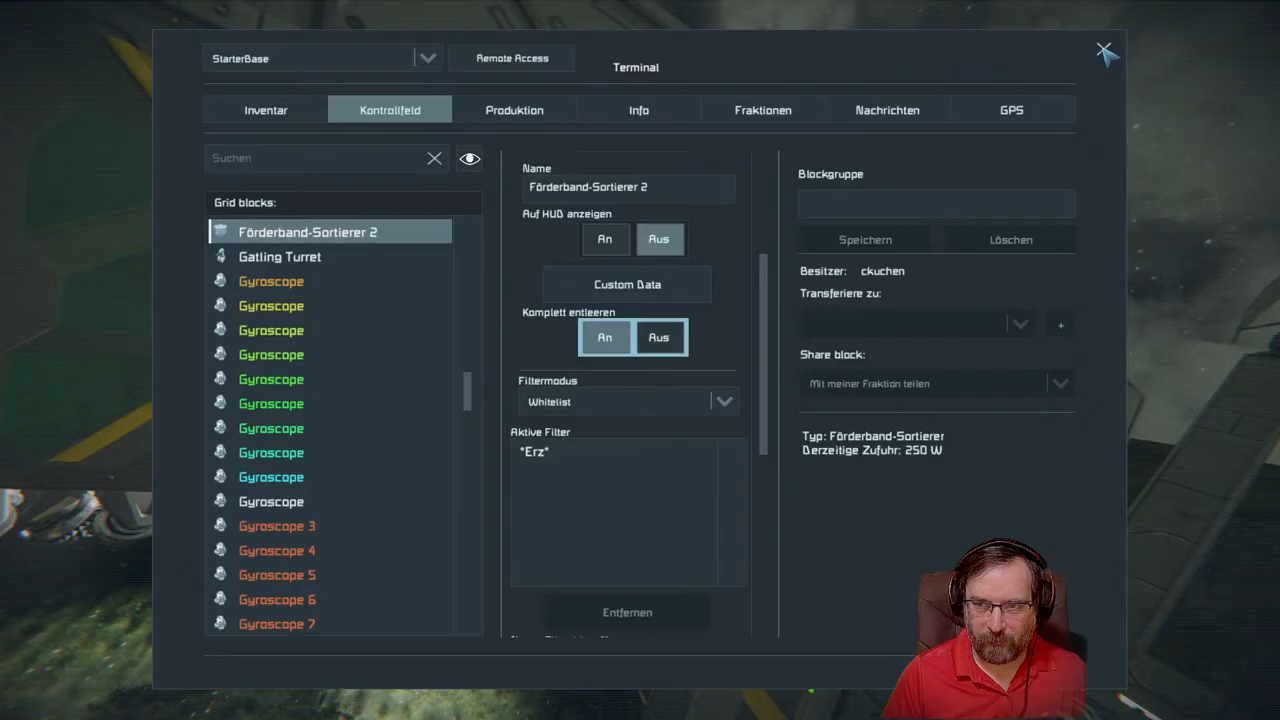 StarterBase
Remote Access
Terminal
Inventar
Kontrollfeld
Produktion
Info
Fraktionen
Nachrichten
GPS
Suchen
Grid blocks:
Förderband-Sortierer 2
Gatling Turret
Gyroscope
Gyroscope
Gyroscope
Gyroscope
Gyroscope
Gyroscope
Gyroscope
Gyroscope
Gyroscope
Gyroscope
Gyroscope 3
Gyroscope 4
Gyroscope 5
Gyroscope 6
Gyroscope 7
Name
Förderband-Sortierer 2
Auf HUD anzeigen
An Aus
Custom Data
Komplett entleeren
An Aus
Filtermodus
Whitelist
Aktive Filter
*Erz*
Entfernen
Blockgruppe
Speichern Löschen
Besitzer: ckuchen
Transferiere zu:
+
Share block:
Mit meiner Fraktion teilen
Typ: Förderband-Sortierer
Derzeitige Zufuhr: 250 W